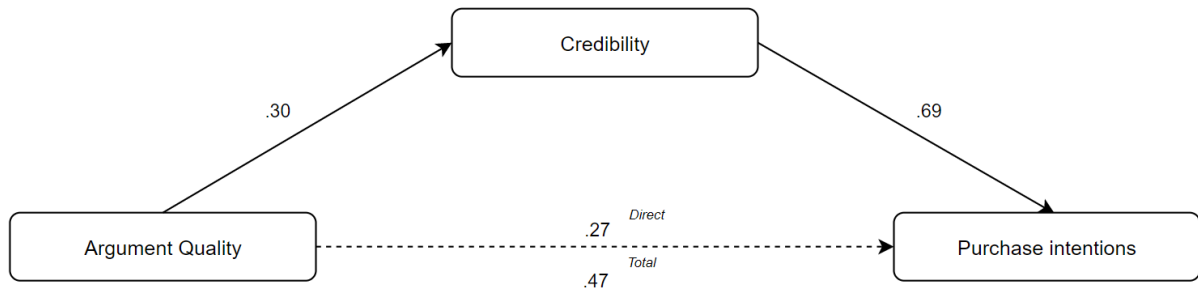 Credibility
.30
.69
Argument Quality
Direct
.27
Total
.47
Purchase intentions